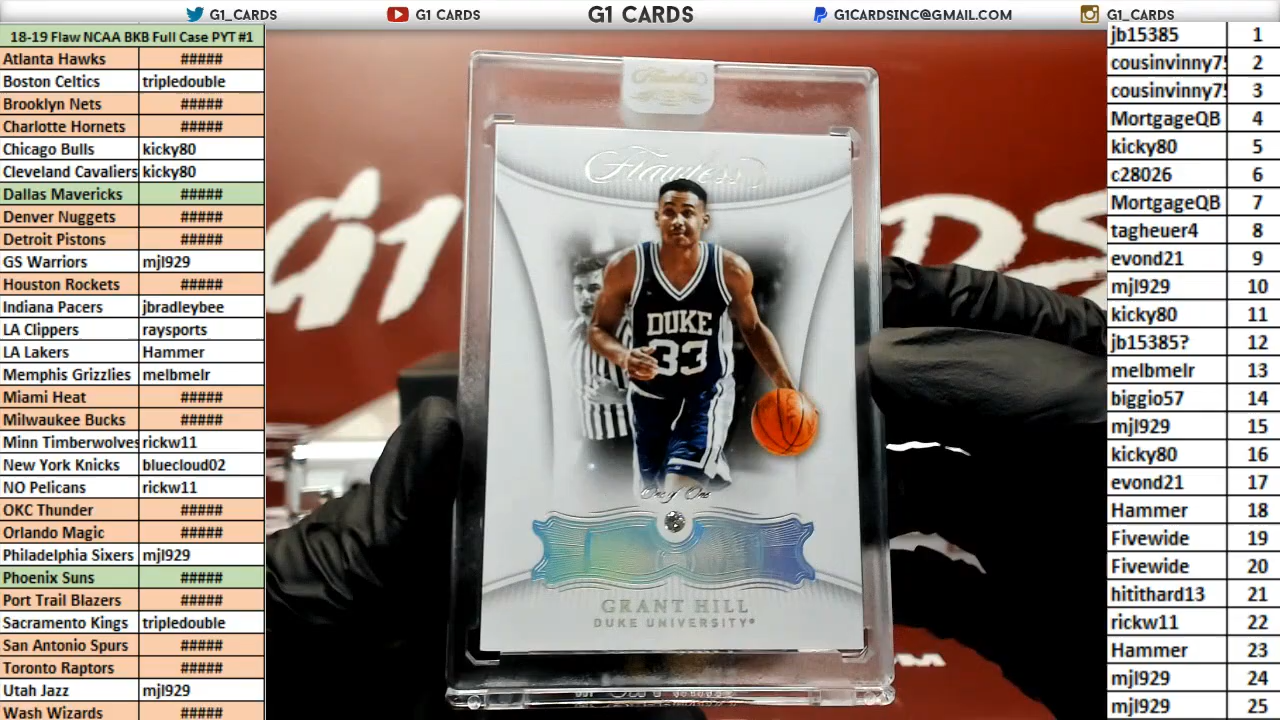 G1_CARDS
G1 CARDS
G1 CARDS
G1CARDSINC@GMAIL.COM
G1_CARDS
18-19 Flaw NCAA BKB Full Case PYT #1
Atlanta Hawks #####
Boston Celtics tripledouble
Brooklyn Nets #####
Charlotte Hornets #####
Chicago Bulls kicky80
Cleveland Cavaliers kicky80
Dallas Mavericks #####
Denver Nuggets #####
Detroit Pistons #####
GS Warriors mjl929
Houston Rockets #####
Indiana Pacers jbradleybee
LA Clippers raysports
LA Lakers Hammer
Memphis Grizzlies melbmelr
Miami Heat #####
Milwaukee Bucks #####
Minn Timberwolves rickw11
New York Knicks bluecloud02
NO Pelicans rickw11
OKC Thunder #####
Orlando Magic #####
Philadelphia Sixers mjl929
Phoenix Suns #####
Port Trail Blazers #####
Sacramento Kings tripledouble
San Antonio Spurs #####
Toronto Raptors #####
Utah Jazz mjl929
Wash Wizards #####
Flawless
DUKE
33
One of One
GRANT HILL
DUKE UNIVERSITY®
G1
jb15385 1
cousinvinny75 2
cousinvinny75 3
MortgageQB 4
kicky80 5
c28026 6
MortgageQB 7
tagheuer4 8
evond21 9
mjl929 10
kicky80 11
jb15385? 12
melbmelr 13
biggio57 14
mjl929 15
kicky80 16
evond21 17
Hammer 18
Fivewide 19
Fivewide 20
hitithard13 21
rickw11 22
Hammer 23
mjl929 24
mjl929 25